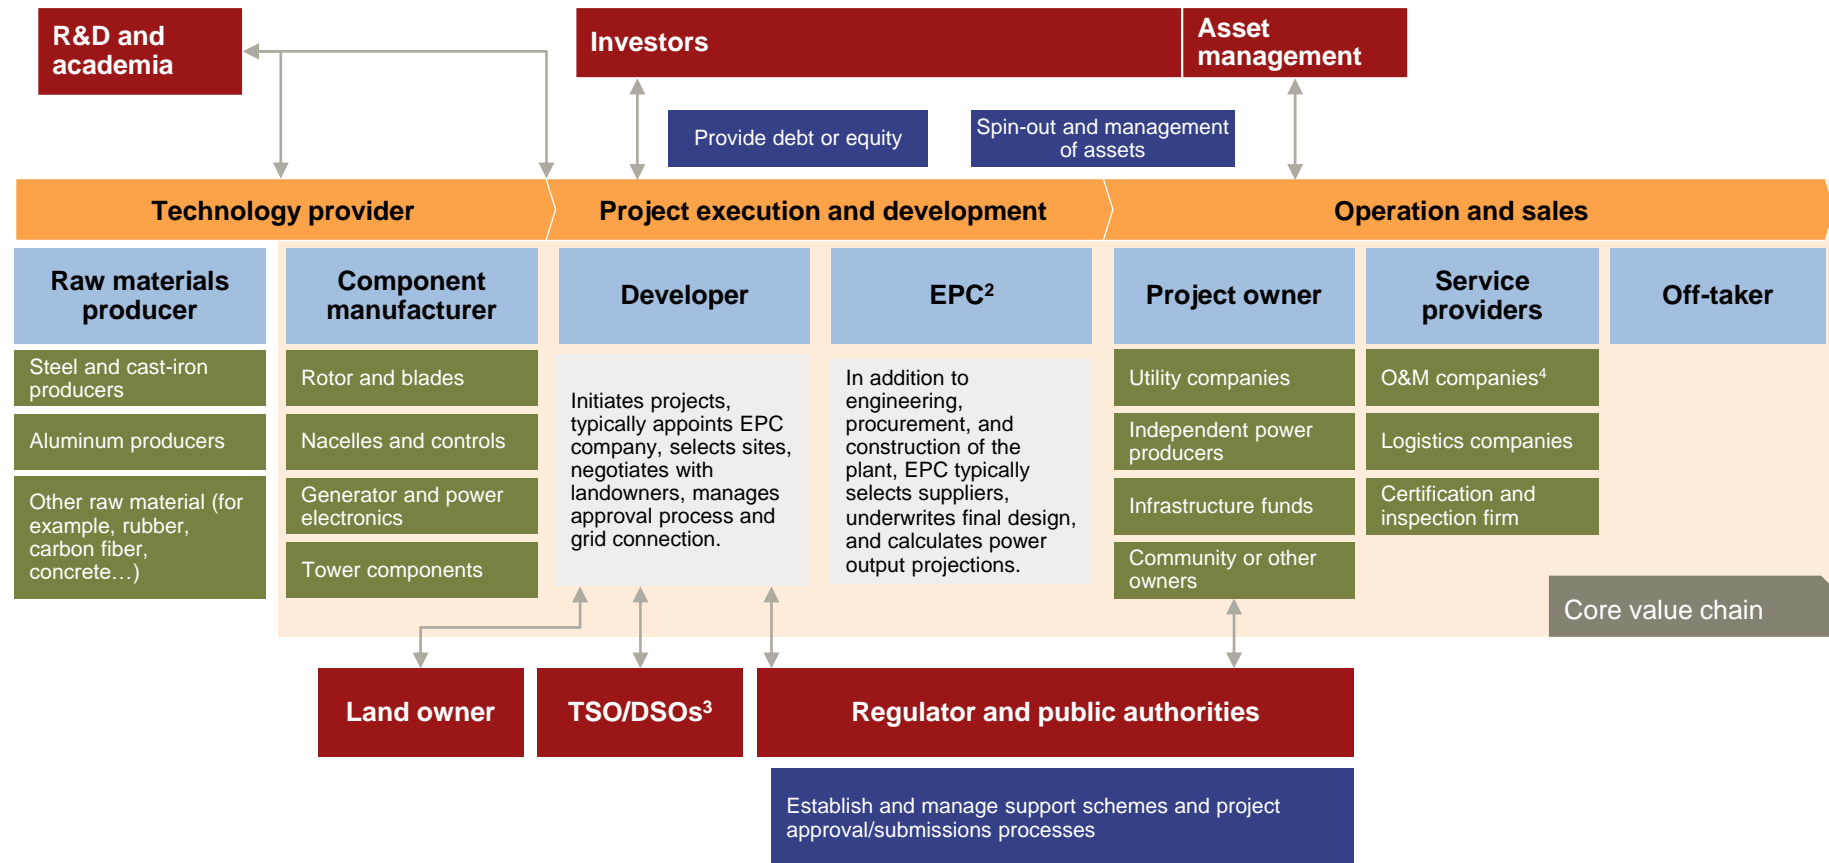 R&D and
academia
Investors
Asset
management
Provide debt or equity
Spin-out and management
of assets
Technology provider
Project execution and development
Operation and sales
Raw materials
producer
Component
manufacturer
Developer
EPC²
Project owner
Service
providers
Off-taker
Steel and cast-iron
producers
Aluminum producers
Other raw material (for
example, rubber,
carbon fiber,
concrete…)
Rotor and blades
Nacelles and controls
Generator and power
electronics
Tower components
Initiates projects,
typically appoints EPC
company, selects sites,
negotiates with
landowners, manages
approval process and
grid connection.
In addition to
engineering,
procurement, and
construction of the
plant, EPC typically
selects suppliers,
underwrites final design,
and calculates power
output projections.
Utility companies
Independent power
producers
Infrastructure funds
Community or other
owners
O&M companies⁴
Logistics companies
Certification and
inspection firm
Core value chain
Land owner
TSO/DSOs³
Regulator and public authorities
Establish and manage support schemes and project
approval/submissions processes